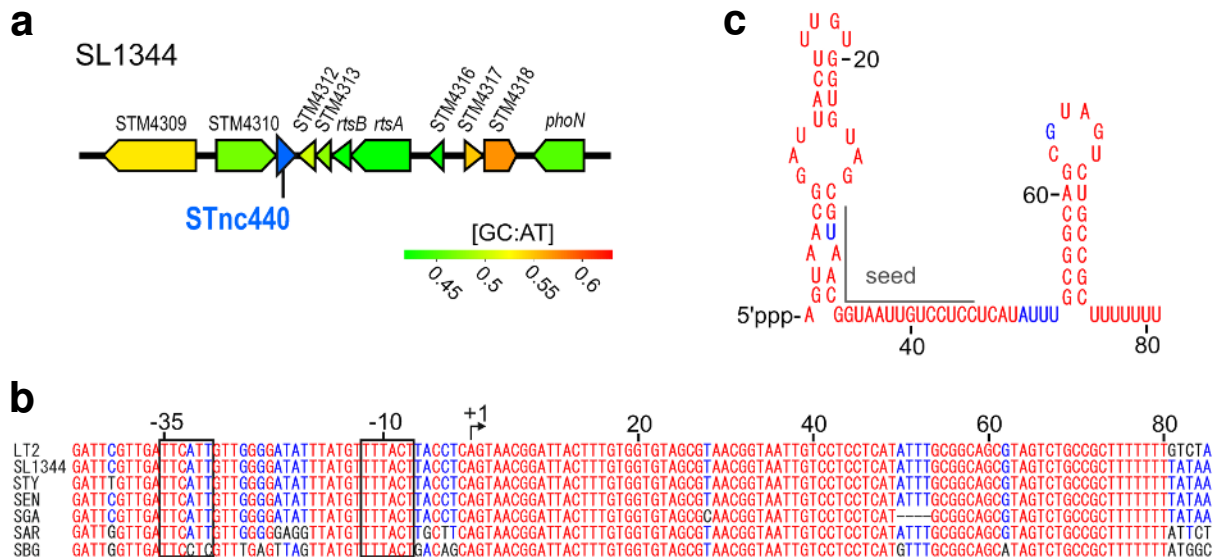 a
SL1344
STM4309
STM4310
STM4312
STM4313
rtsB
rtsA
STM4316
STM4317
STM4318
phoN
STnc440
[GC:AT]
0.45 0.5 0.55 0.6
c
U G
U U
U G -20
C G
A U
U G
U U
A A
G G
G C
C G
A U
A A
U A
G C
5'ppp-A GGUAAUUGUCCUCCUCAUAUUU
seed
40
U A
G G
C U
G C
60- A U
C G
G C
G C
C G
G C
UUUUUUU
80
b
-35 -10 +1 20 40 60 80
LT2 GATTCGTTGATTCATTGTTGGGGATATTTATGTTTTACTTACCTCAGTAACGGATTACTTTGTGGTGTAGCGTAACGGTAATTGTCCTCCTCATATTTGCGGCAGCGTAGTCTGCCGCTTTTTTTGTCTA
SL1344 GATTCGTTGATTCATTGTTGGGGATATTTATGTTTTACTTACCTCAGTAACGGATTACTTTGTGGTGTAGCGTAACGGTAATTGTCCTCCTCATATTTGCGGCAGCGTAGTCTGCCGCTTTTTTTTATAA
STY GATTTGTTGATTCATTGTTGGGGATATTTATGTTTTACTTACCTCAGTAACGGATTACTTTGTGGTGTAGCGTAACGGTAATTGTCCTCCTCATATTTGCGGCAGCGTAGTCTGCCGCTTTTTTTTATAA
SEN GATTCGTTGATTCATTGTTGGGGATATTTATGTTTTACTTACCTCAGTAACGGATTACTTTGTGGTGTAGCGTAACGGTAATTGTCCTCCTCATATTTGCGGCAGCGTAGTCTGCCGCTTTTTTTTATAA
SGA GATTCGTTGATTCATTGTTGGGGATATTTATGTTTTACTTACCTCAGTAACGGATTACTTTGTGGTGTAGCGCAACGGTAATTGTCCTCCTCAT----GCGGCAGCGTAGTCTGCCGCTTTTTTTTATAA
SAR GATTGGTTGATTCATTGTTGGGGAGGTTTATGTTTTACTTGCTTCAGTAACGGATTACTTTGTGGTGTAGCGTAACGGTAATTGTCCTCCTCATATTTGCGGCAGCGTAGTCTGCCGCTTTTTTTATTCT
SBG GATTGGTTGATTCCTCGTTTGAGTTAGTTATGTTTTACTGACAGCAGTAACGGATTACTTTGTGGTGTAGCGTAACGGTAATTGTCCTCCTCATGTTTGCGGCAGCATAGTCTGCCGCTTTTTTTATGGC